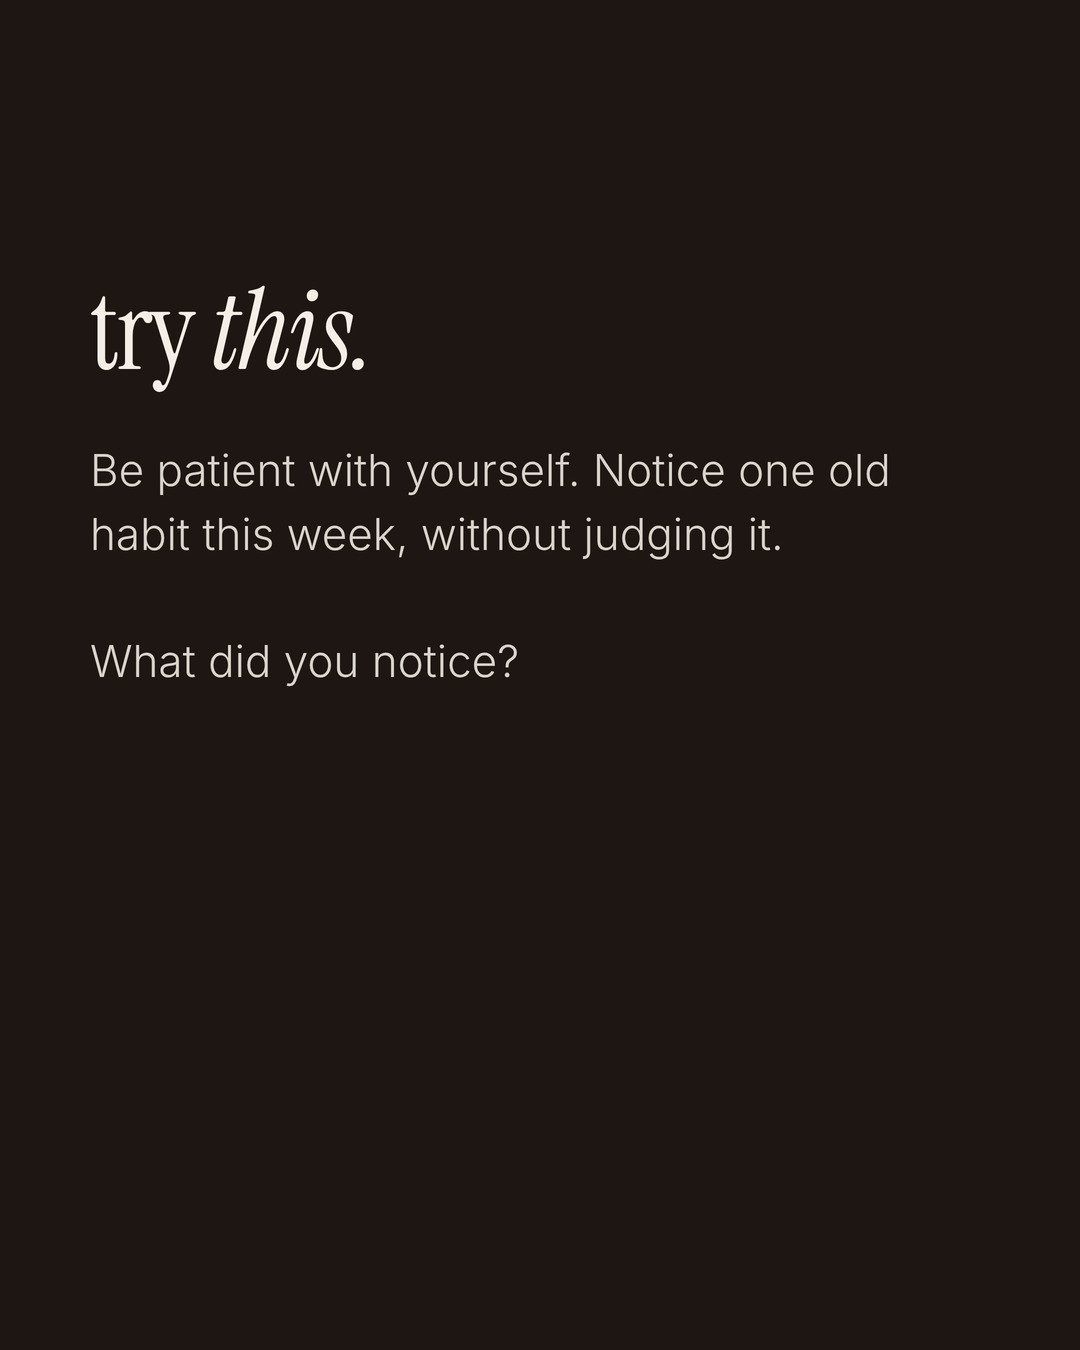 try this.
Be patient with yourself. Notice one old
habit this week, without judging it.
What did you notice?